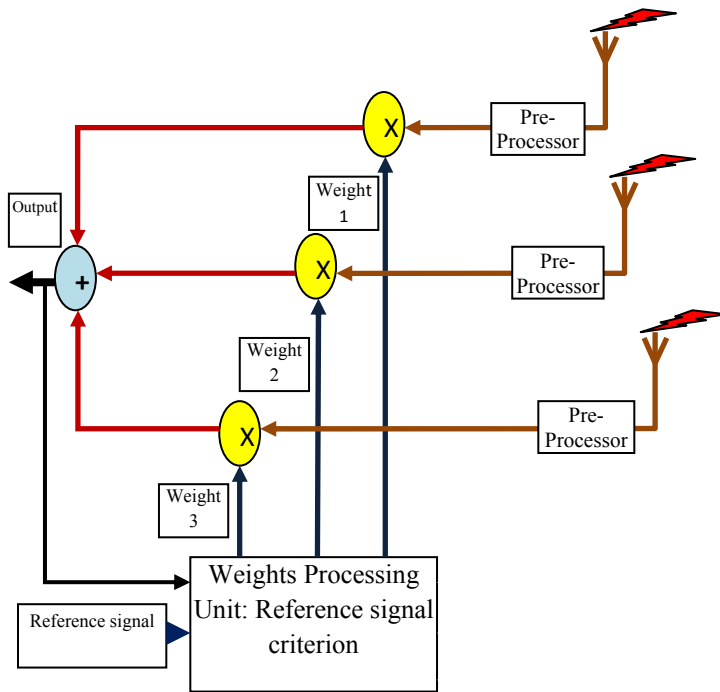 Pre-
Processor
X
Weight
1
Output
Pre-
Processor
X
+
Weight
2
Pre-
Processor
X
Weight
3
Weights Processing
Unit: Reference signal
criterion
Reference signal